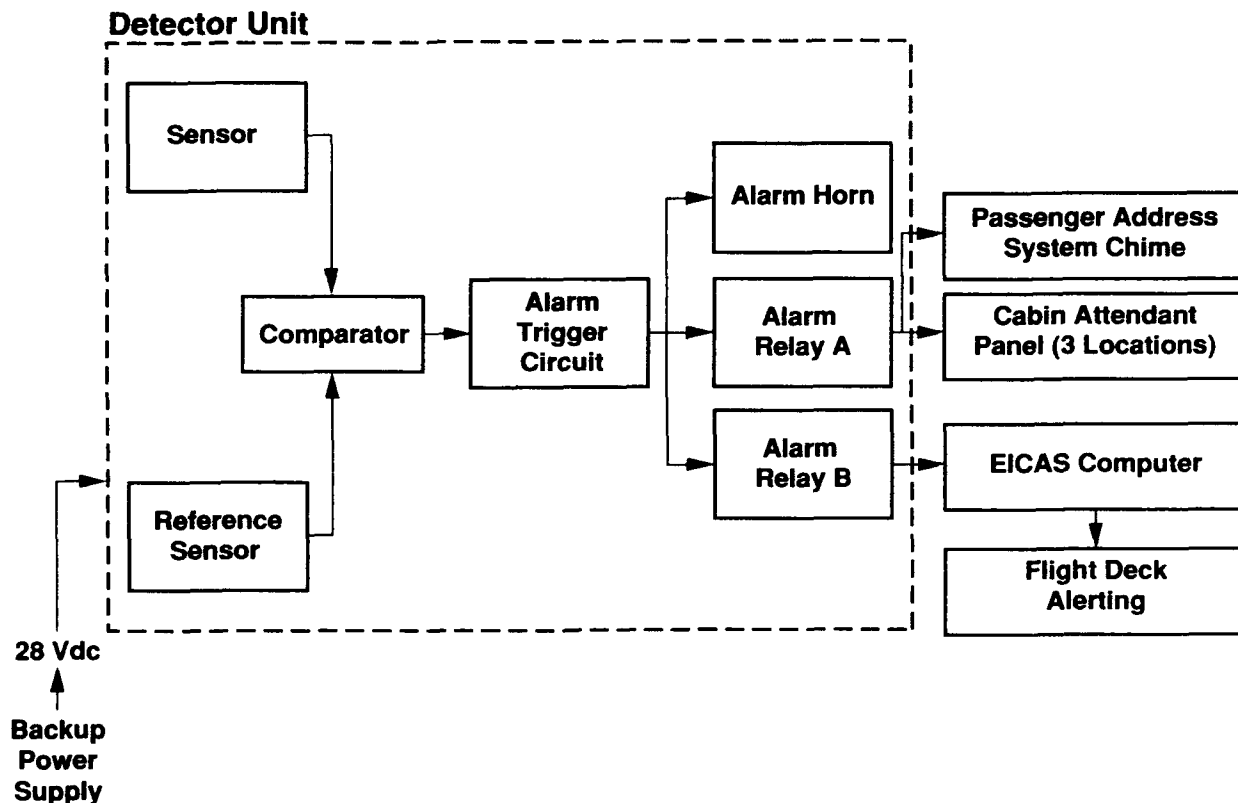 Detector Unit
Sensor
Alarm Horn
Passenger Address
System Chime
Comparator
Alarm
Trigger
Circuit
Alarm
Relay A
Cabin Attendant
Panel (3 Locations)
Alarm
Relay B
EICAS Computer
Reference
Sensor
Flight Deck
Alerting
28 Vdc
Backup
Power
Supply